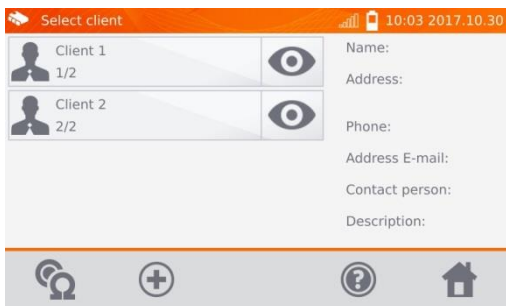 Select client
10:03 2017.10.30
Client 1
1/2
Client 2
2/2
Name:
Address:
Phone:
Address E-mail:
Contact person:
Description: